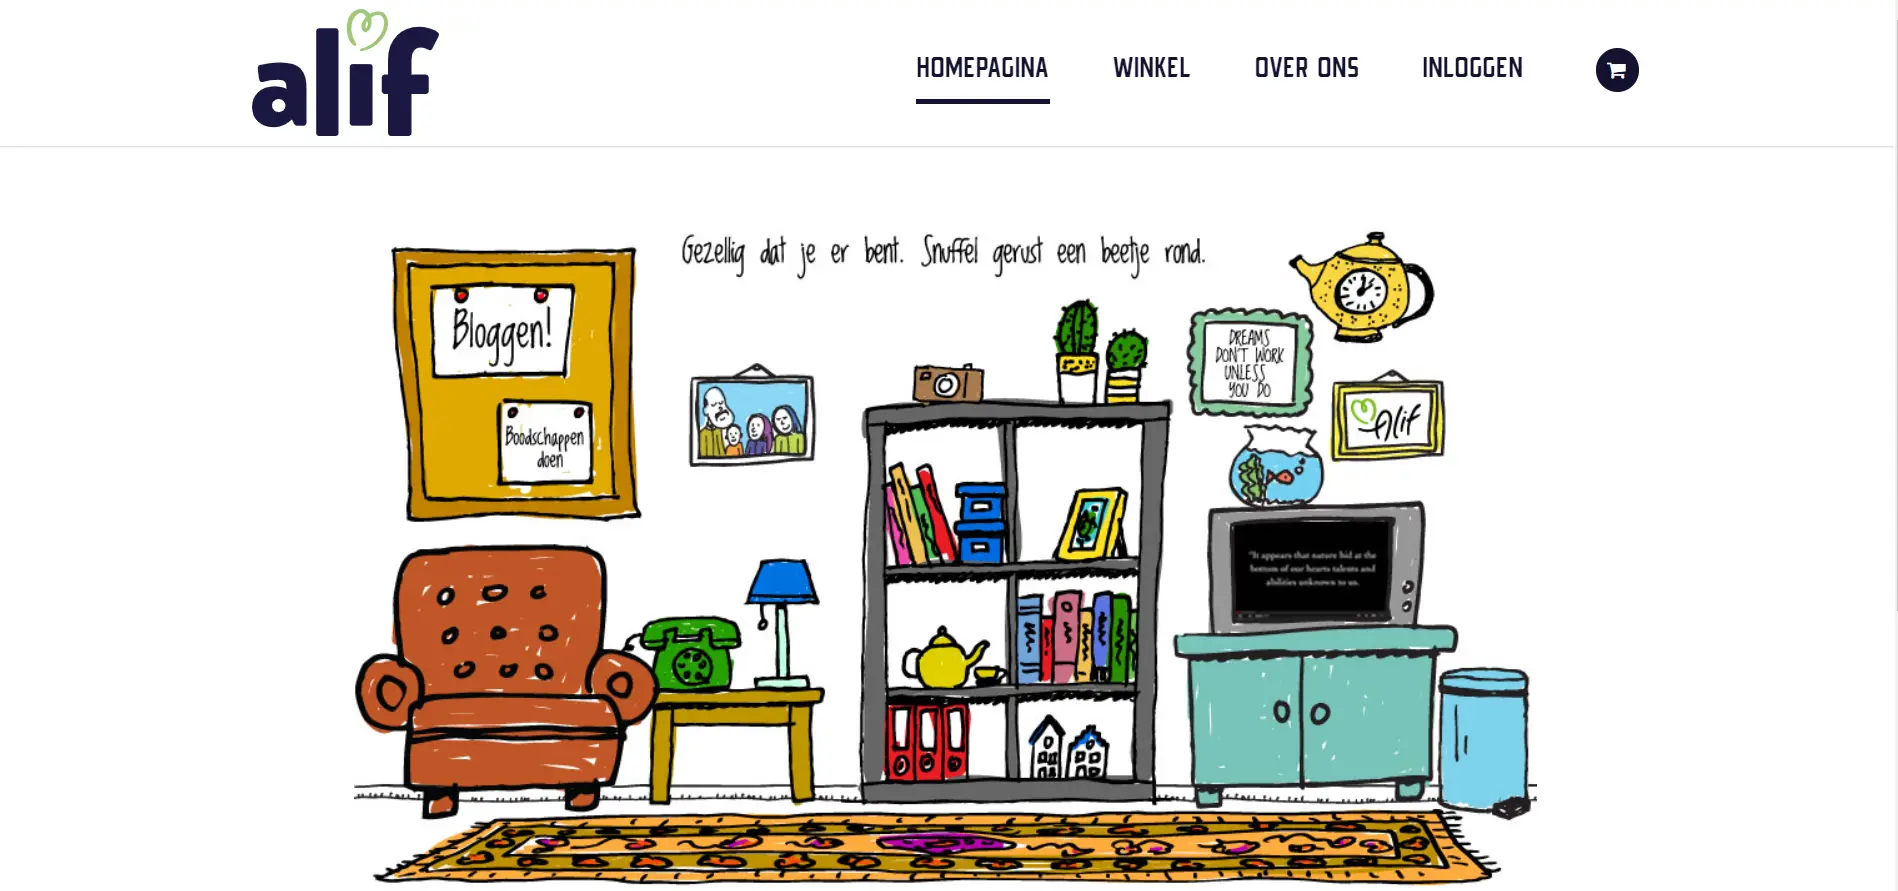 alif
HOMEPAGINA
WINKEL
OVER ONS
INLOGGEN
Gezellig dat je er bent. Snuffel gerust een beetje rond.
Bloggen!
Boodschappen
doen
DREAMS
DON'T WORK
UNLESS
YOU DO
Alif
"It appears that nature hid at the
bottom of our hearts talents and
abilities unknown to us.